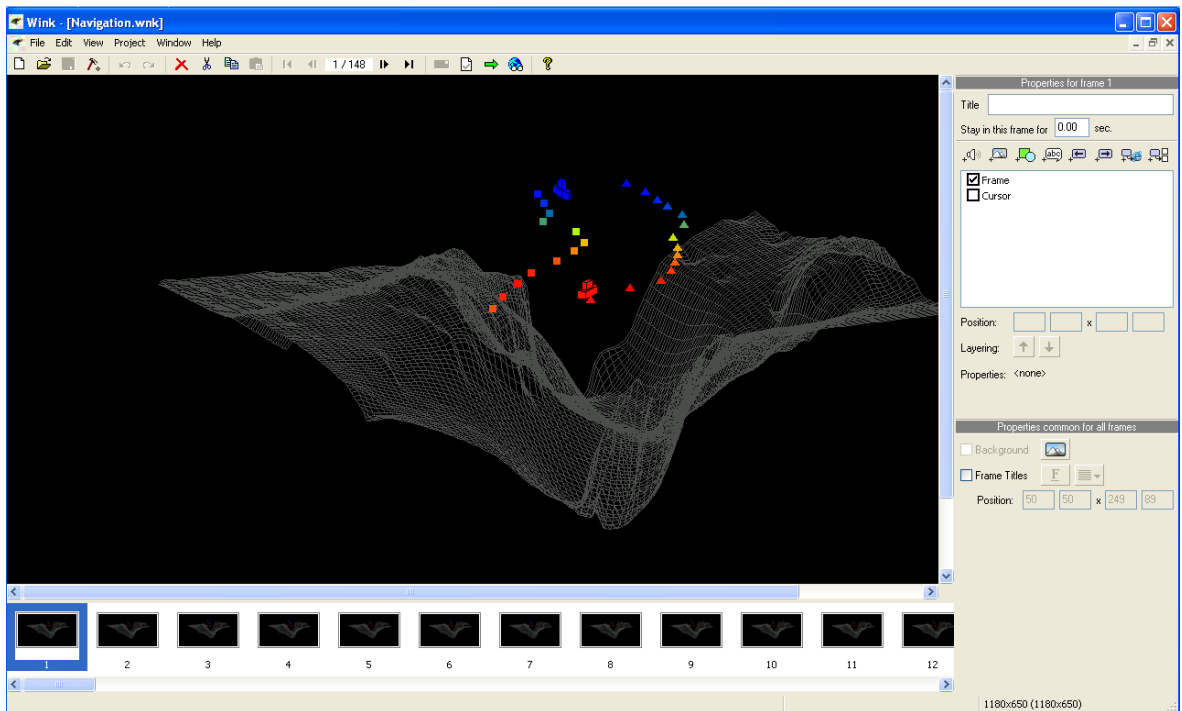 Wink - [Navigation.wnk]
File Edit View Project Window Help
1 / 148
Properties for frame 1
Title
Stay in this frame for 0.00 sec.
abc
Frame
Cursor
Position: x
Layering:
Properties: <none>
Properties common for all frames
Background
Frame Titles F
Position: 50 50 x 249 89
1 2 3 4 5 6 7 8 9 10 11 12
1180x650 (1180x650)